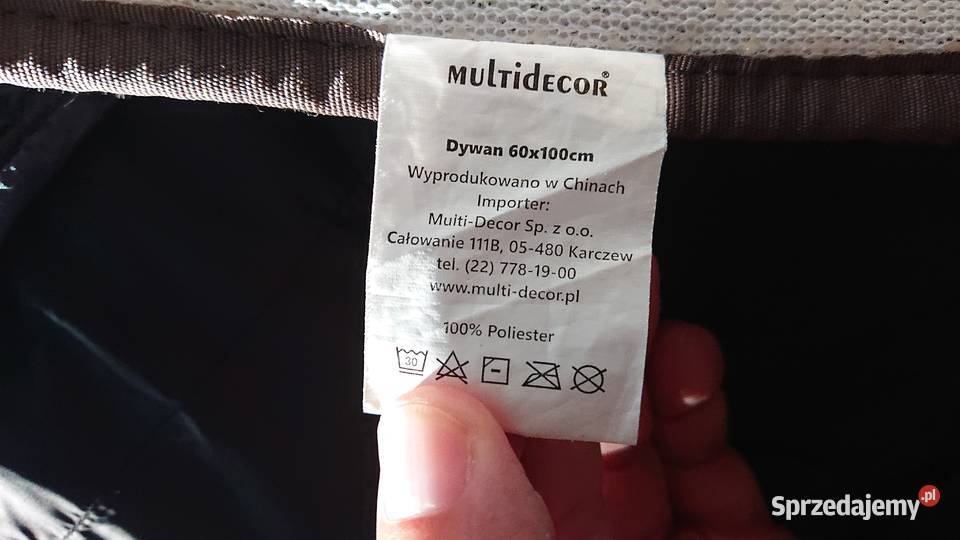 MULTIDECOR®
Dywan 60x100cm
Wyprodukowano w Chinach
Importer:
Muiti-Decor Sp. z o.o.
Całowanie 111B, 05-480 Karczew
tel. (22) 778-19-00
www.multi-decor.pl
100% Poliester
30
Sprzedajemy.pl